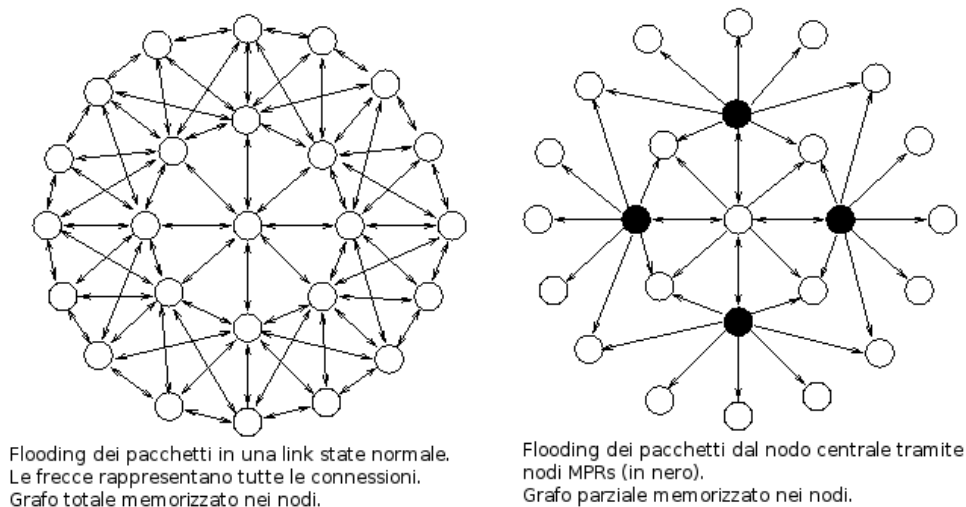 Flooding dei pacchetti in una link state normale.
Le frecce rappresentano tutte le connessioni.
Grafo totale memorizzato nei nodi.
Flooding dei pacchetti dal nodo centrale tramite
nodi MPRs (in nero).
Grafo parziale memorizzato nei nodi.